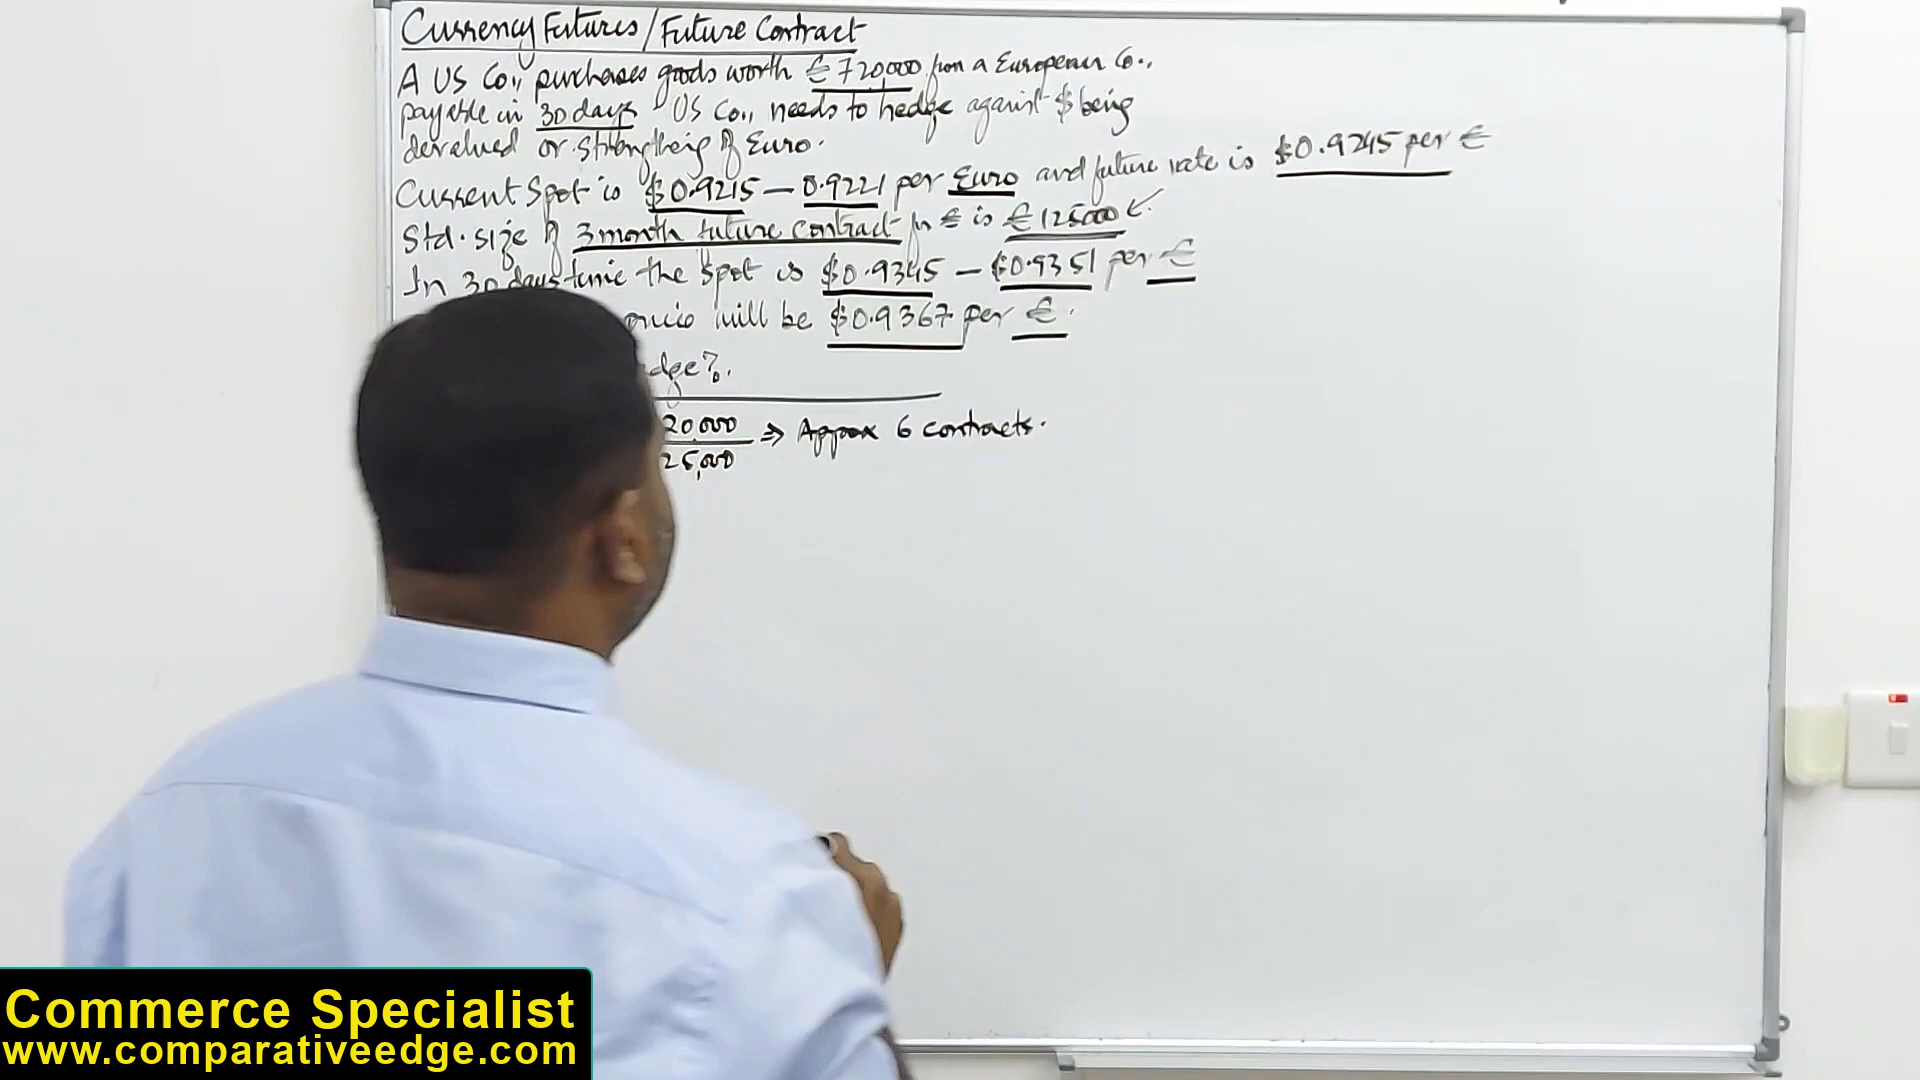 Currency Futures/Future Contract
A US Co., purchases goods worth € 720,000 from a European Co.,
payable in 30 days US Co., needs to hedge against $ being
devalued or strengthening of Euro.
Current Spot is $0.9215 – 0.9221 per Euro and future rate is $0.9245 per €
Std. size of 3 month future contract in € is € 125000
In 30 days time the spot is $0.9345 – $0.9351 per €
will be $0.9367 per €.
20,000 ⇒ Approx 6 contracts.
25,000
Commerce Specialist
www.comparativeedge.com